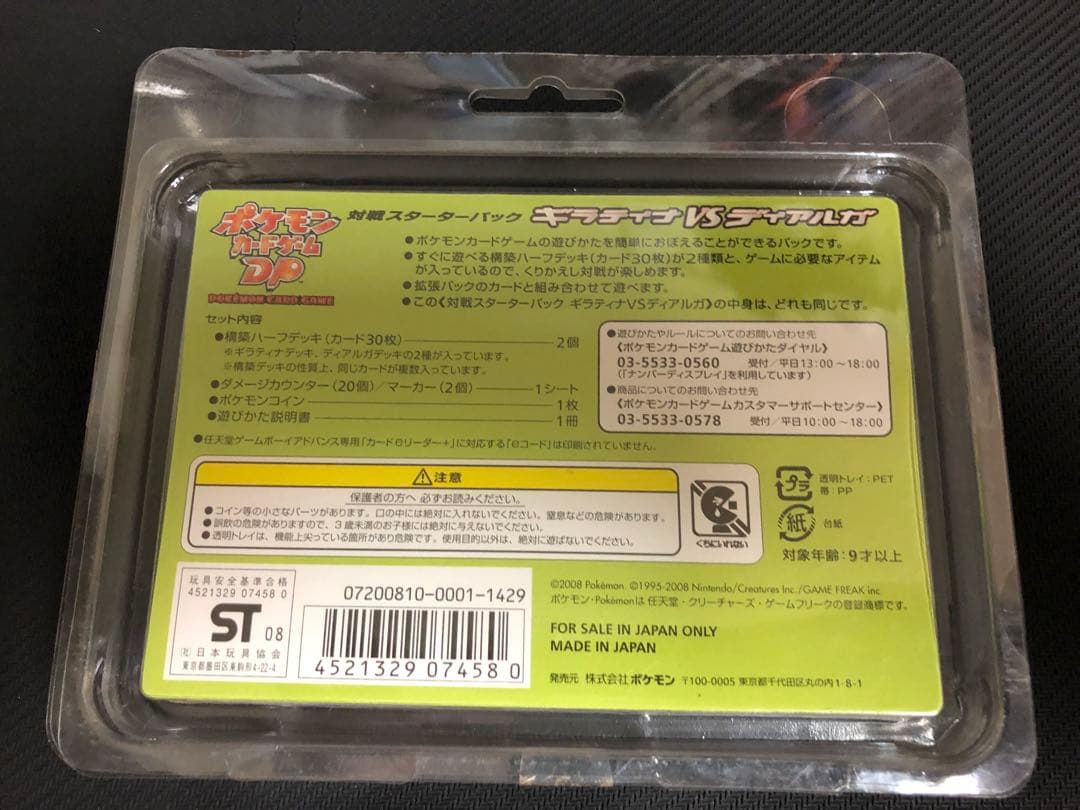 ポケモン
カードゲーム
DP
POKÉMON CARD GAME
対戦スターターパック ギラティナVSディアルガ
●ポケモンカードゲームの遊びかたを簡単におぼえることができるパックです。
●すぐに遊べる構築ハーフデッキ(カード30枚)が2種類と、ゲームに必要なアイテム
が入っているので、くりかえし対戦が楽しめます。
●拡張パックのカードと組み合わせて遊べます。
●この《対戦スターターパック ギラティナVSディアルガ》の中身は、どれも同じです。
セット内容
●構築ハーフデッキ(カード30枚) 2個
※ギラティナデッキ、ディアルガデッキの2種が入っています。
※構築デッキの性質上、同じカードが複数入っています。
●ダメージカウンター(20個)/マーカー(2個) 1シート
●ポケモンコイン 1枚
●遊びかた説明書 1冊
●任天堂ゲームボーイアドバンス専用「カードeリーダー+」に対応する「eコード」は印刷されていません。
●遊びかたやルールについてのお問い合わせ先
《ポケモンカードゲーム遊びかたダイヤル》
03-5533-0560 受付/平日13:00~18:00
(「ナンバーディスプレイ」を利用しています)
●商品についてのお問い合わせ先
《ポケモンカードゲームカスタマーサポートセンター》
03-5533-0578 受付/平日10:00~18:00
⚠注意
保護者の方へ 必ずお読みください。
●コイン等の小さなパーツがあります。口の中には絶対に入れないでください。窒息などの危険があります。
●誤飲の危険がありますので、3歳未満のお子様には絶対に与えないでください。
●透明トレイは、機能上尖っている箇所があり危険です。使用目的以外は、絶対に遊ばないでください。
くちにいれない
プラ
透明トレイ:PET
帯:PP
紙
台紙
対象年齢:9才以上
玩具安全基準合格
4521329 07458 0
ST 08
(社)日本玩具協会
東京都墨田区東駒形4-22-4
07200810-0001-1429
4521329 074580
©2008 Pokémon. ©1995-2008 Nintendo/Creatures Inc./GAME FREAK inc.
ポケモン・Pokémonは 任天堂・クリーチャーズ・ゲームフリークの登録商標です。
FOR SALE IN JAPAN ONLY
MADE IN JAPAN
発売元 株式会社ポケモン 〒100-0005 東京都千代田区丸の内1-8-1